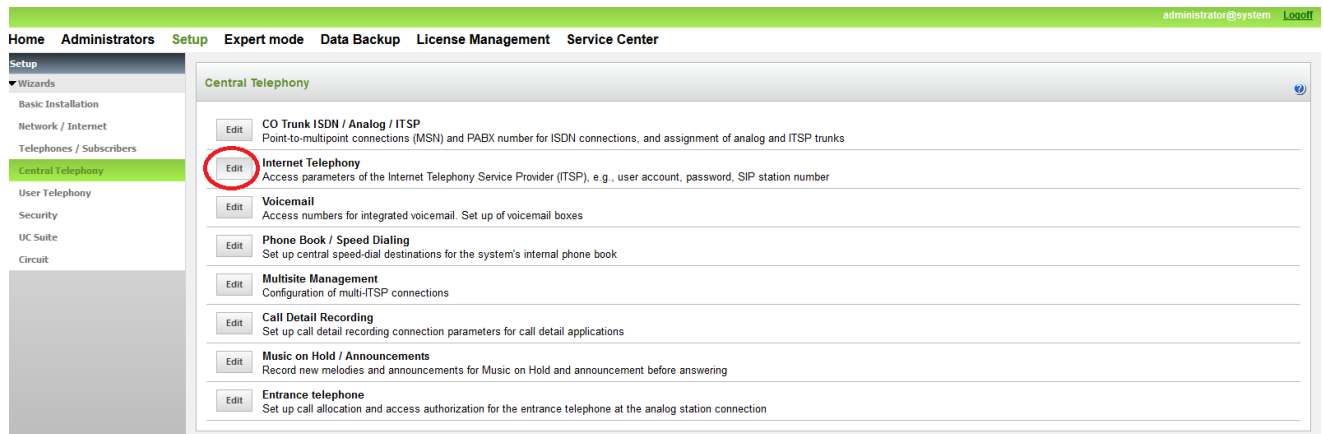 administrator@system Logoff
Home Administrators Setup Expert mode Data Backup License Management Service Center
Setup
Wizards
Basic Installation
Network / Internet
Telephones / Subscribers
Central Telephony
User Telephony
Security
UC Suite
Circuit
Central Telephony
?
Edit
CO Trunk ISDN / Analog / ITSP
Point-to-multipoint connections (MSN) and PABX number for ISDN connections, and assignment of analog and ITSP trunks
Edit
Internet Telephony
Access parameters of the Internet Telephony Service Provider (ITSP), e.g., user account, password, SIP station number
Edit
Voicemail
Access numbers for integrated voicemail. Set up of voicemail boxes
Edit
Phone Book / Speed Dialing
Set up central speed-dial destinations for the system's internal phone book
Edit
Multisite Management
Configuration of multi-ITSP connections
Edit
Call Detail Recording
Set up call detail recording connection parameters for call detail applications
Edit
Music on Hold / Announcements
Record new melodies and announcements for Music on Hold and announcement before answering
Edit
Entrance telephone
Set up call allocation and access authorization for the entrance telephone at the analog station connection